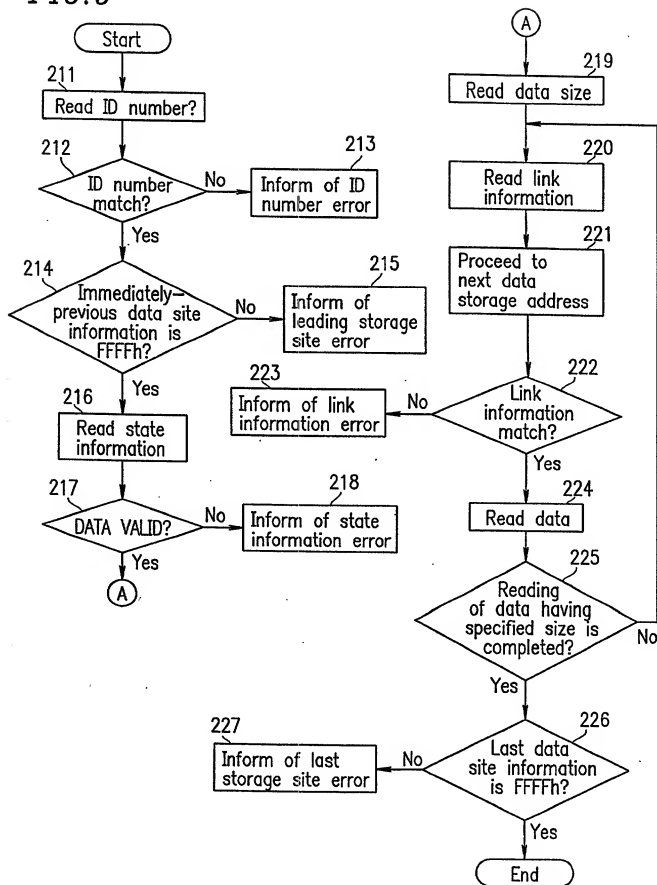 Start
211
Read ID number?
212
ID number
match?
No
213
Inform of ID
number error
Yes
214
Immediately-
previous data site
information is
FFFFh?
No
215
Inform of
leading storage
site error
Yes
216
Read state
information
217
DATA VALID?
No
218
Inform of state
information error
Yes
A
A
219
Read data size
220
Read link
information
221
Proceed to
next data
storage address
222
Link
information
match?
No
223
Inform of link
information error
Yes
224
Read data
225
Reading
of data having
specified size is
completed?
No
Yes
226
Last data
site information
is FFFFh?
No
227
Inform of last
storage site error
Yes
End